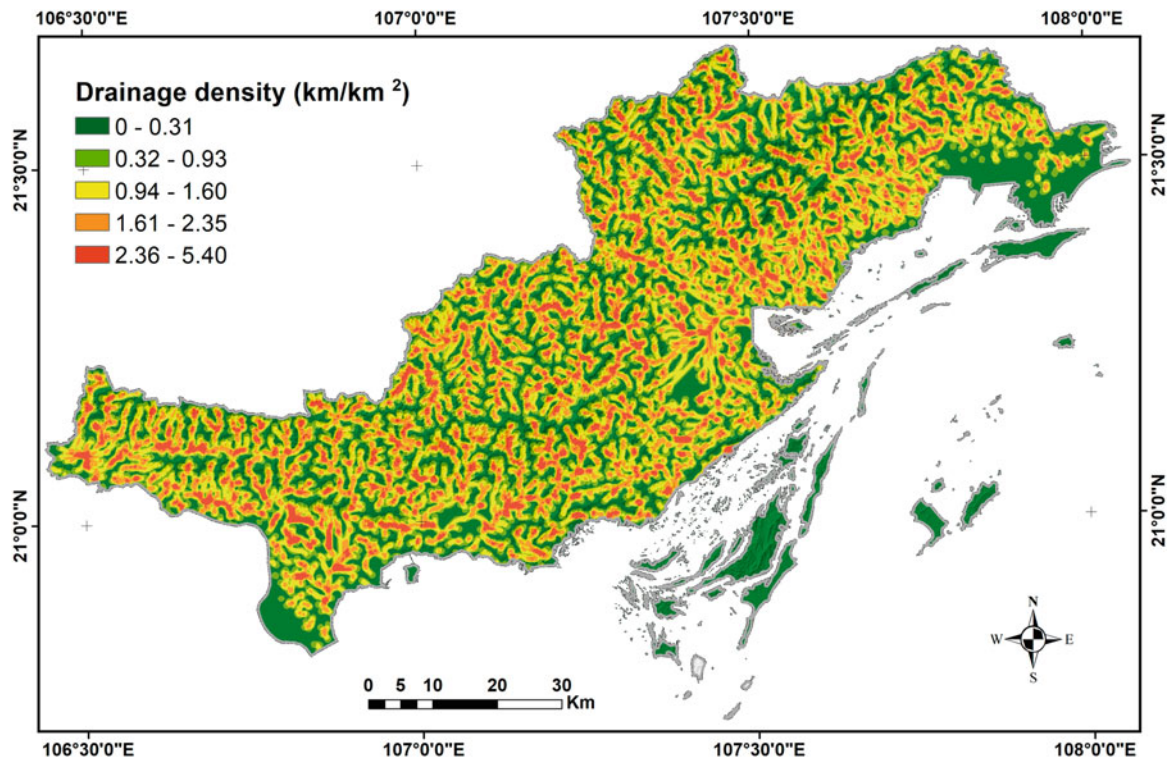 106°30'0"E 107°0'0"E 107°30'0"E 108°0'0"E
Drainage density (km/km ²)
0 - 0.31
0.32 - 0.93
0.94 - 1.60
1.61 - 2.35
2.36 - 5.40
21°30'0"N
21°30'0"N
21°0'0"N
21°0'0"N
N
W E
S
0 5 10 20 30
Km
106°30'0"E 107°0'0"E 107°30'0"E 108°0'0"E